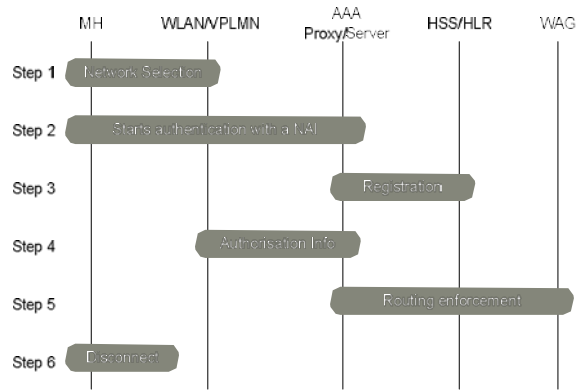 MH WLAN/VPLMN AAA Proxy/Server HSS/HLR WAG
Step 1 Network Selection
Step 2 Starts authentication with a NAI
Step 3 Registration
Step 4 Authorisation Info
Step 5 Routing enforcement
Step 6 Disconnect